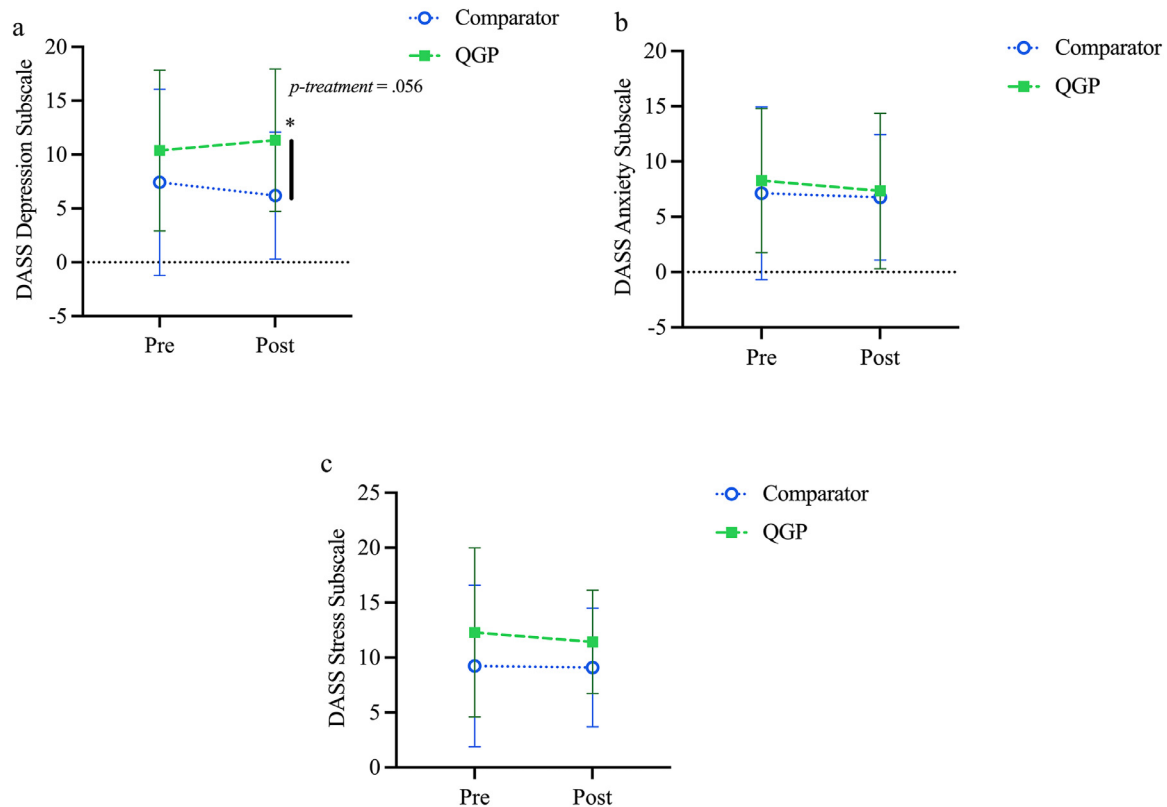 a
Comparator
QGP
p-treatment = .056
*
DASS Depression Subscale
20
15
10
5
0
-5
Pre Post
b
Comparator
QGP
DASS Anxiety Subscale
20
15
10
5
0
-5
Pre Post
c
Comparator
QGP
DASS Stress Subscale
25
20
15
10
5
0
Pre Post